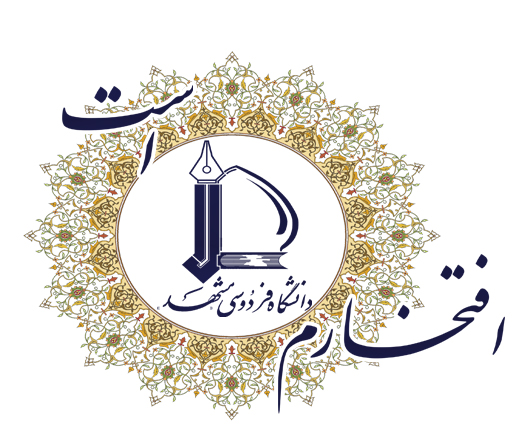 افتخارم
دانشگاه فردوسی مشهد
است